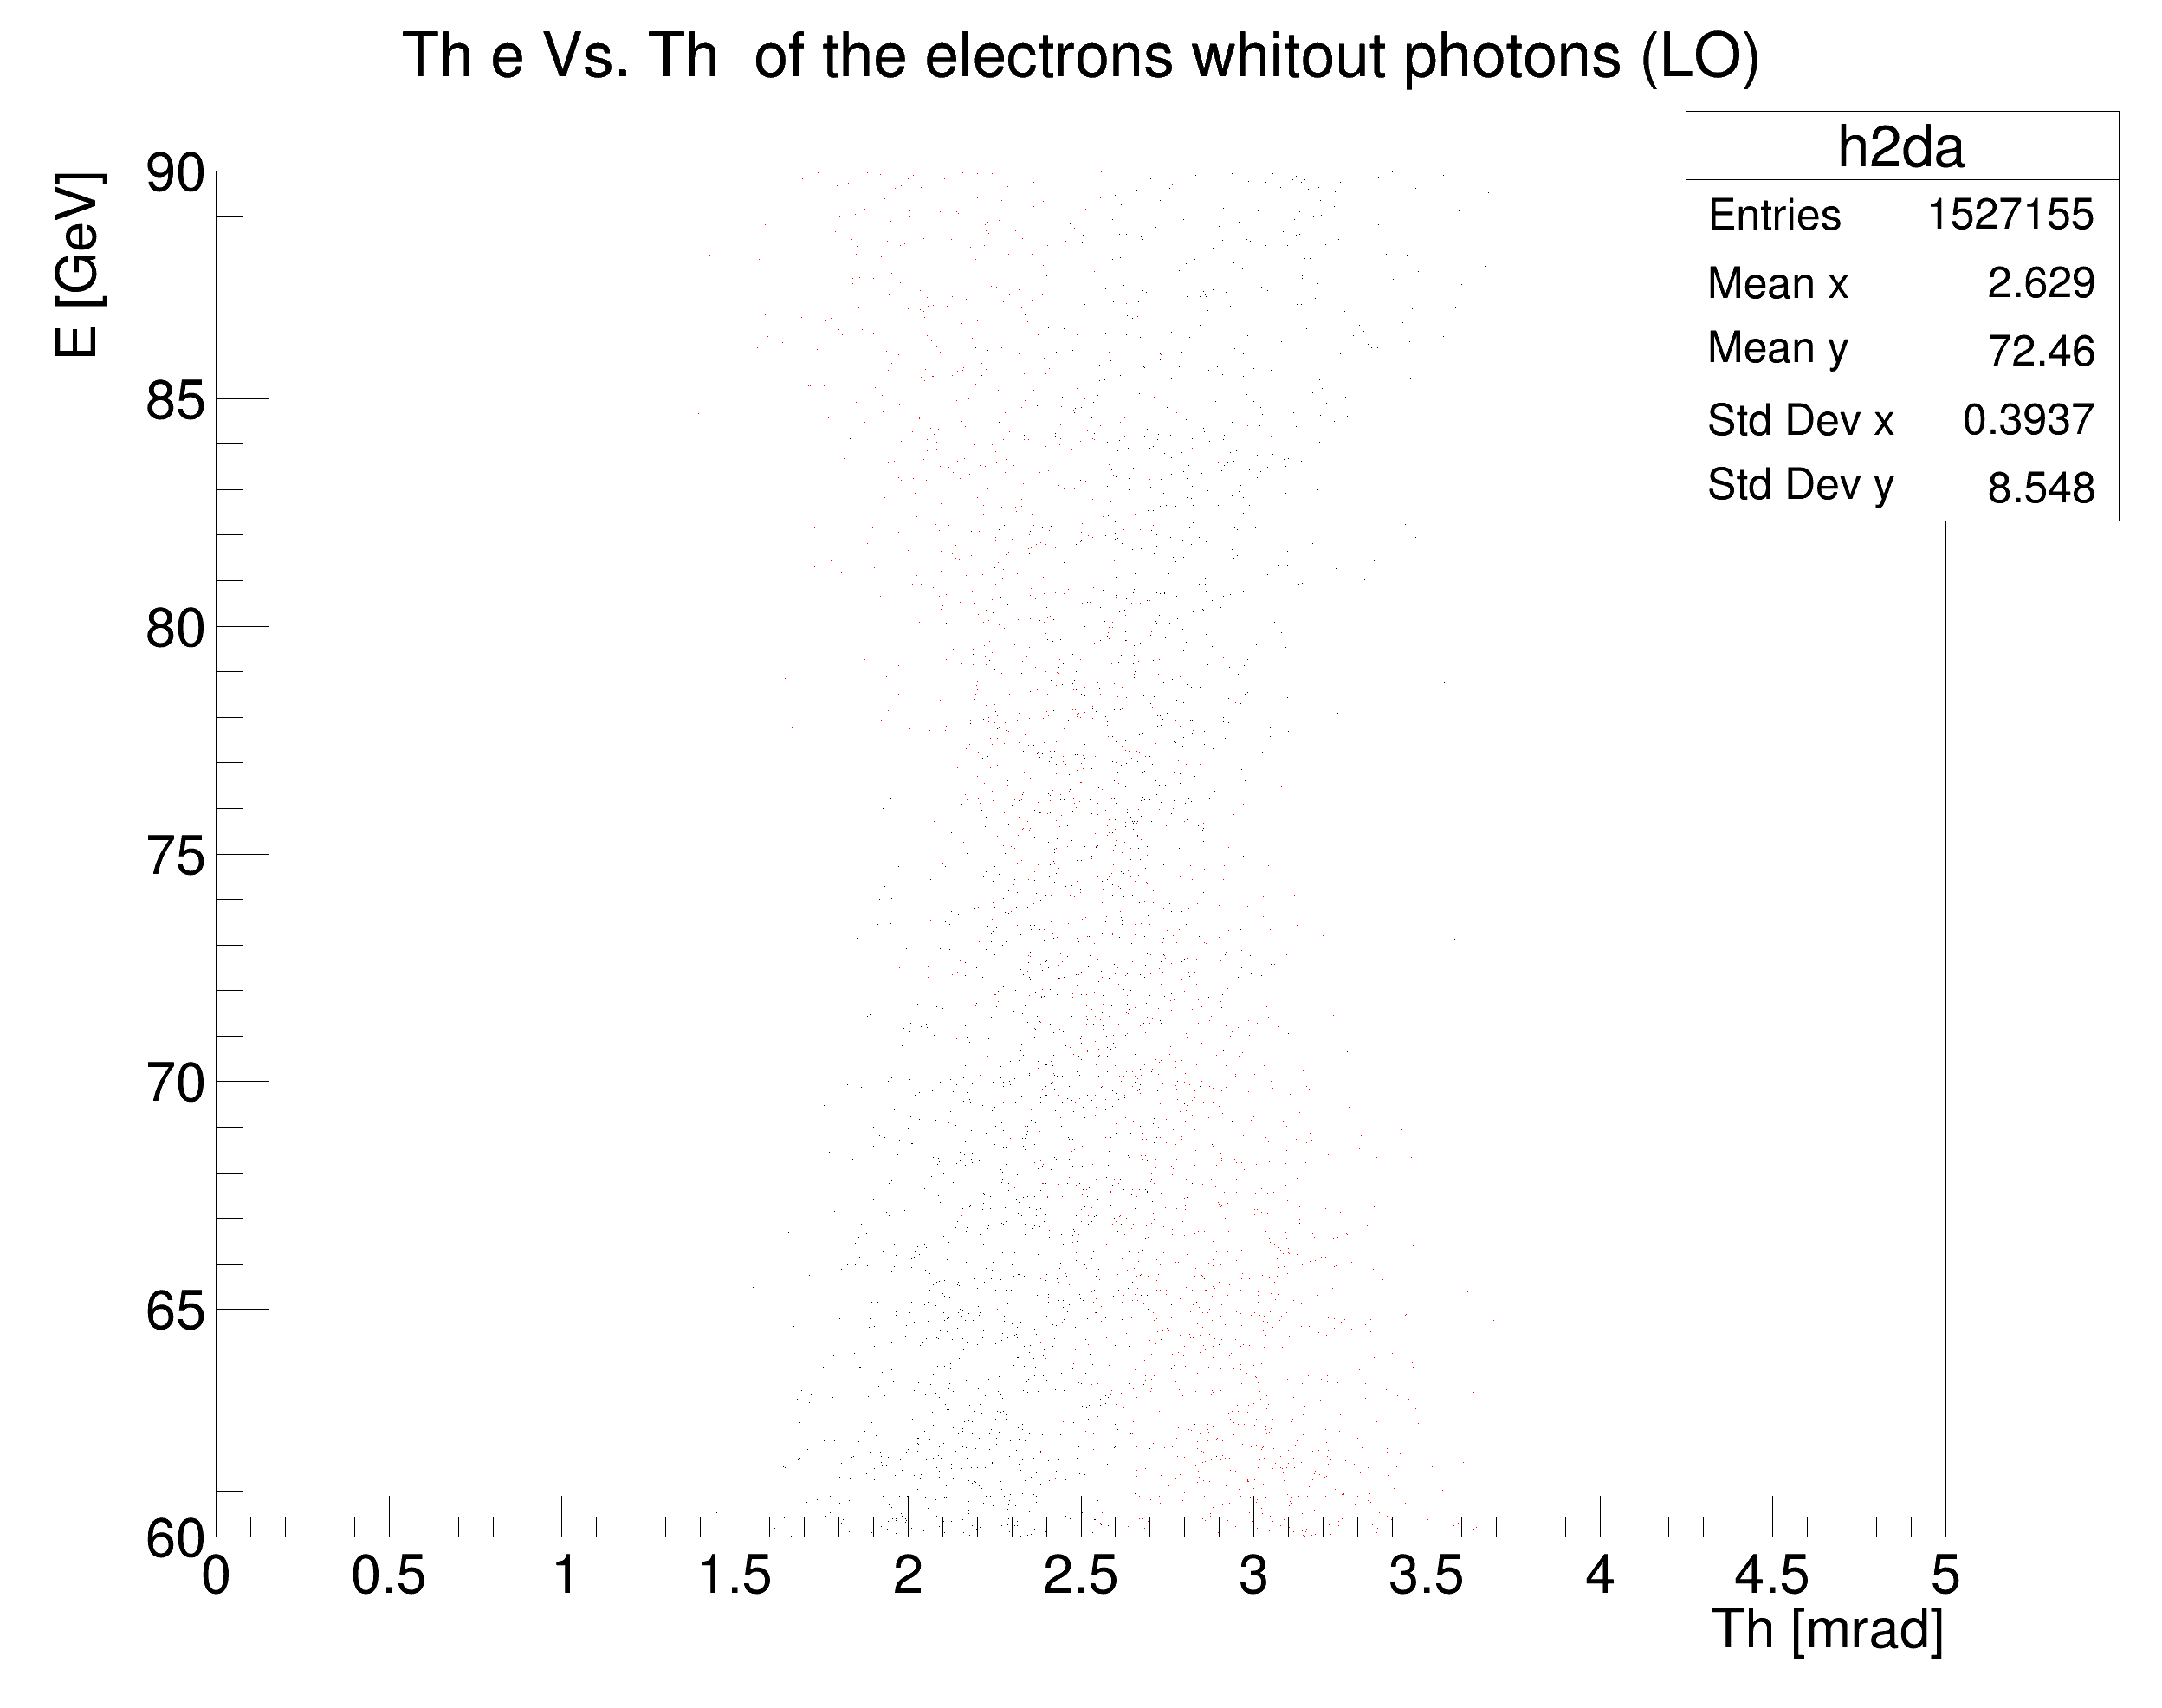 Th e Vs. Th  of the electrons whitout photons (LO)
h2da
Entries 1527155
Mean x 2.629
Mean y 72.46
Std Dev x 0.3937
Std Dev y 8.548
E [GeV]
90
85
80
75
70
65
60
0 0.5 1 1.5 2 2.5 3 3.5 4 4.5 5
Th [mrad]